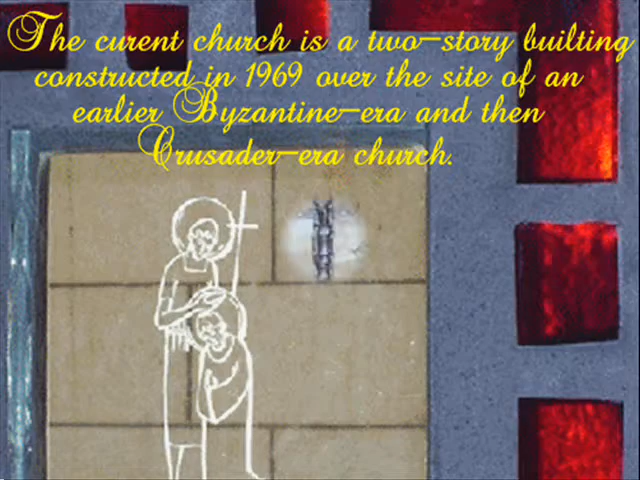 The curent church is a two-story builting
constructed in 1969 over the site of an
earlier Byzantine-era and then
Crusader-era church.